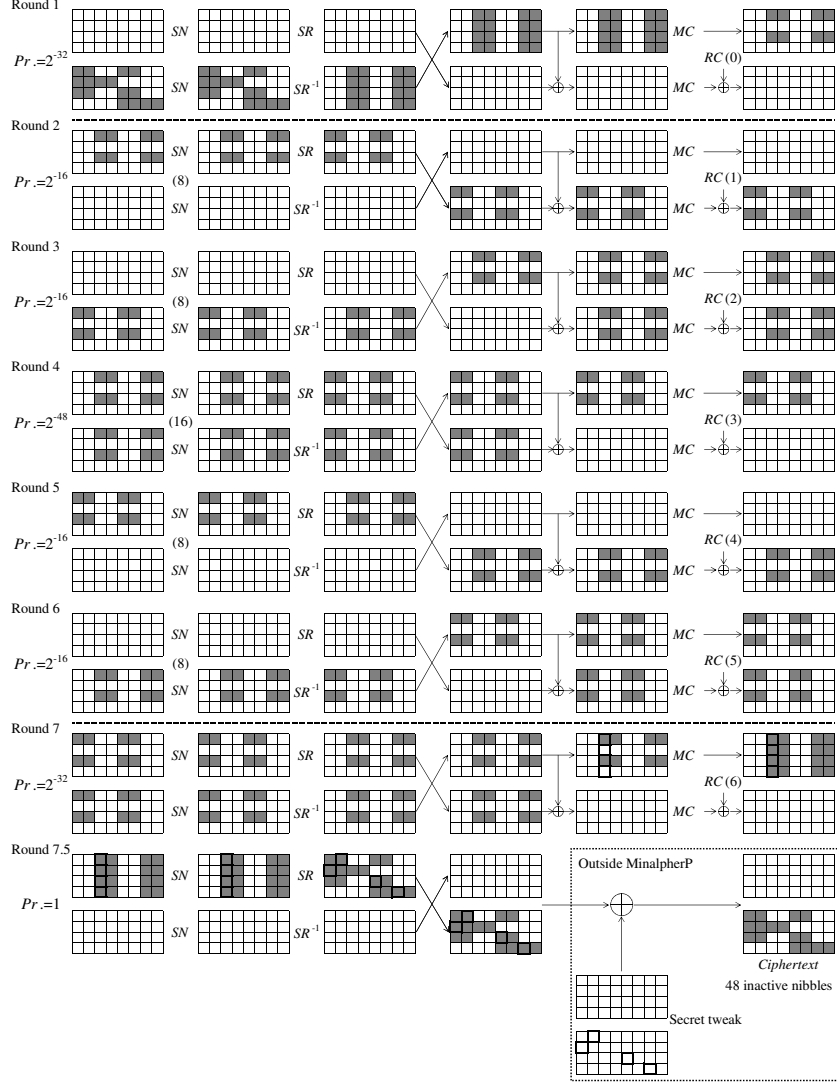 Round 1
SN SR MC
Pr.=2^-32 RC(0)
SN SR^-1 MC
Round 2
SN SR MC
Pr.=2^-16 (8) RC(1)
SN SR^-1 MC
Round 3
SN SR MC
Pr.=2^-16 (8) RC(2)
SN SR^-1 MC
Round 4
SN SR MC
Pr.=2^-48 (16) RC(3)
SN SR^-1 MC
Round 5
SN SR MC
Pr.=2^-16 (8) RC(4)
SN SR^-1 MC
Round 6
SN SR MC
Pr.=2^-16 (8) RC(5)
SN SR^-1 MC
Round 7
SN SR MC
Pr.=2^-32 RC(6)
SN SR^-1 MC
Round 7.5
Outside MinalpherP
SN SR
Pr.=1
SN SR^-1
Ciphertext
48 inactive nibbles
Secret tweak